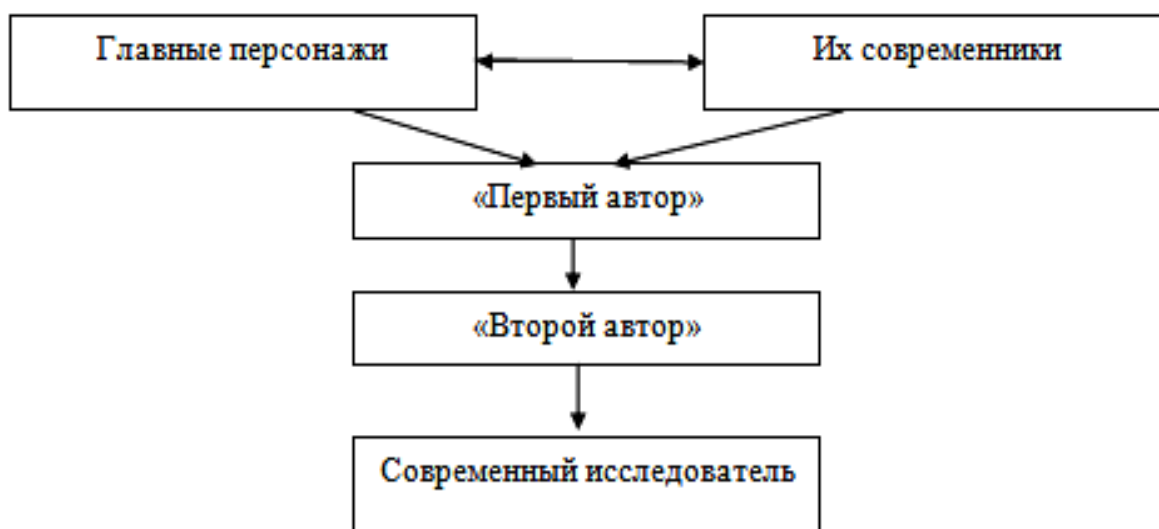 Главные персонажи
Их современники
«Первый автор»
«Второй автор»
Современный исследователь